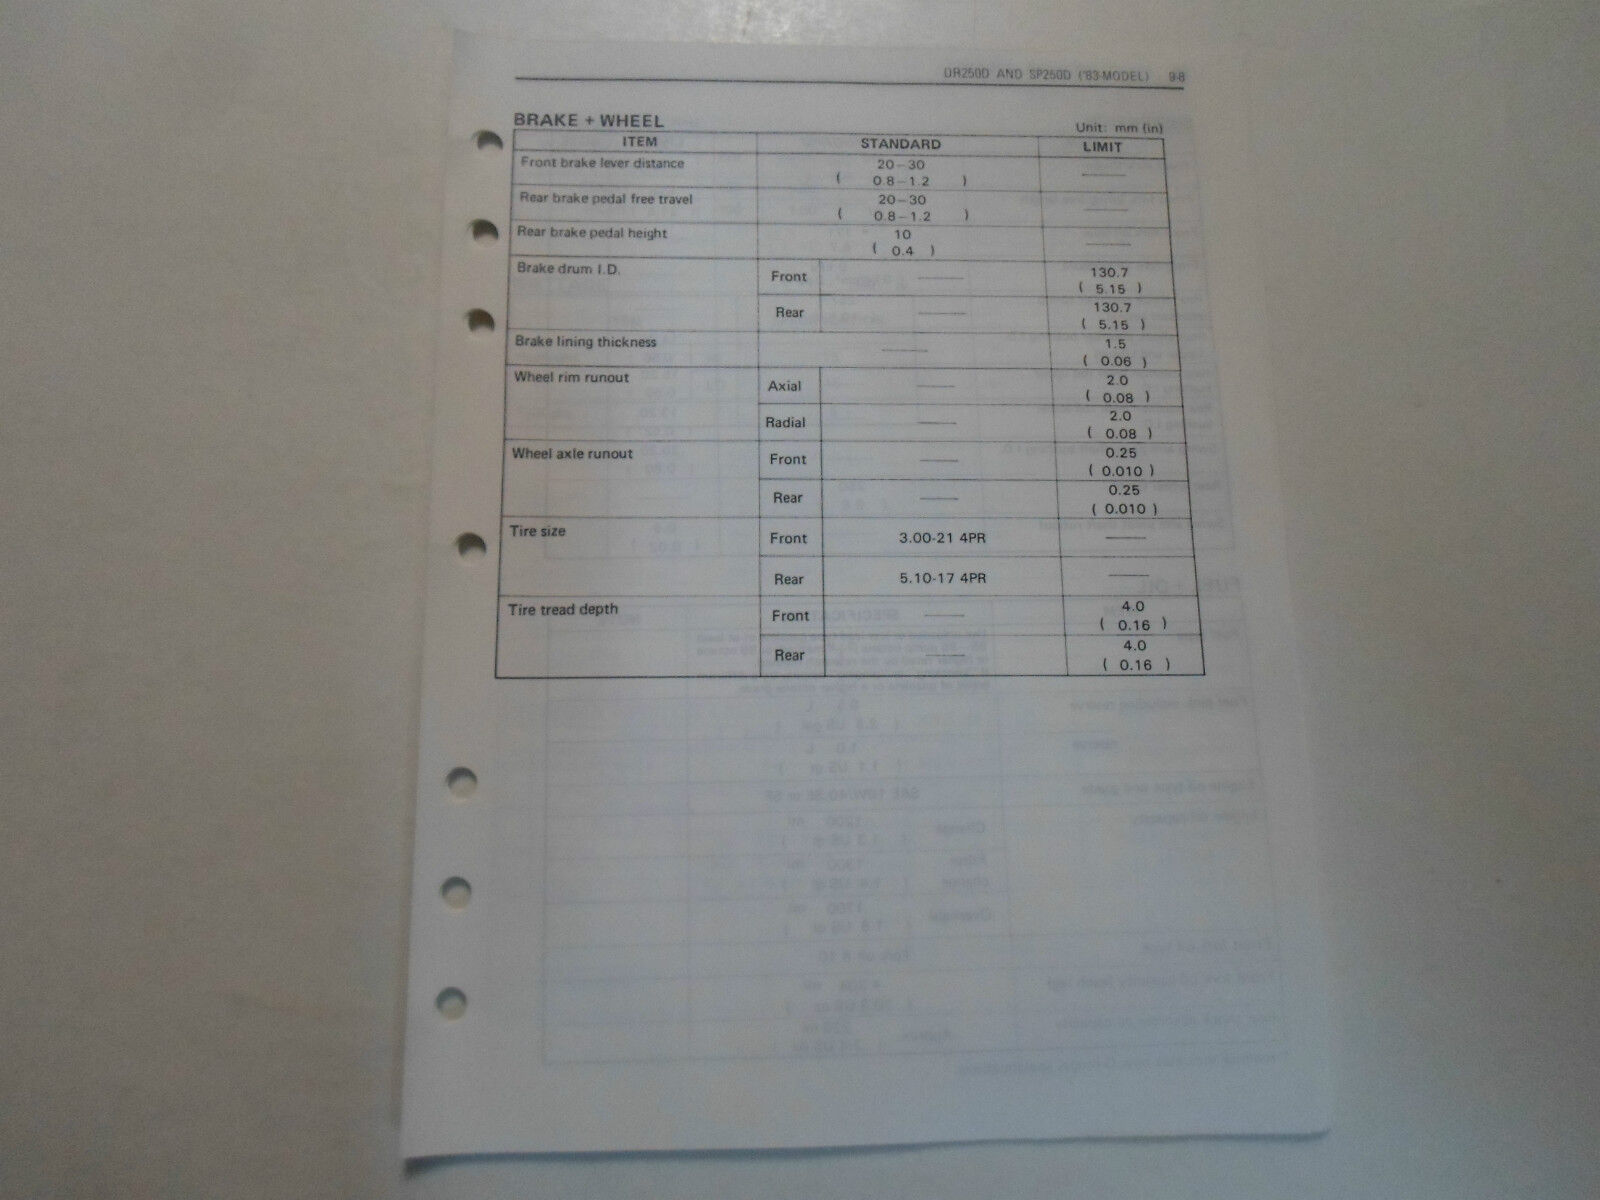 DR250D AND SP250D ('83-MODEL) 9-8
BRAKE + WHEEL
Unit: mm (in)
ITEM STANDARD LIMIT
Front brake lever distance 20–30 ———
( 0.8–1.2 )
Rear brake pedal free travel 20–30 ———
( 0.8–1.2 )
Rear brake pedal height 10 ———
( 0.4 )
Brake drum I.D. Front ——— 130.7
( 5.15 )
Rear ——— 130.7
( 5.15 )
Brake lining thickness ——— 1.5
( 0.06 )
Wheel rim runout Axial ——— 2.0
( 0.08 )
Radial ——— 2.0
( 0.08 )
Wheel axle runout Front ——— 0.25
( 0.010 )
Rear ——— 0.25
( 0.010 )
Tire size Front 3.00-21 4PR ———
Rear 5.10-17 4PR ———
Tire tread depth Front ——— 4.0
( 0.16 )
Rear ——— 4.0
( 0.16 )